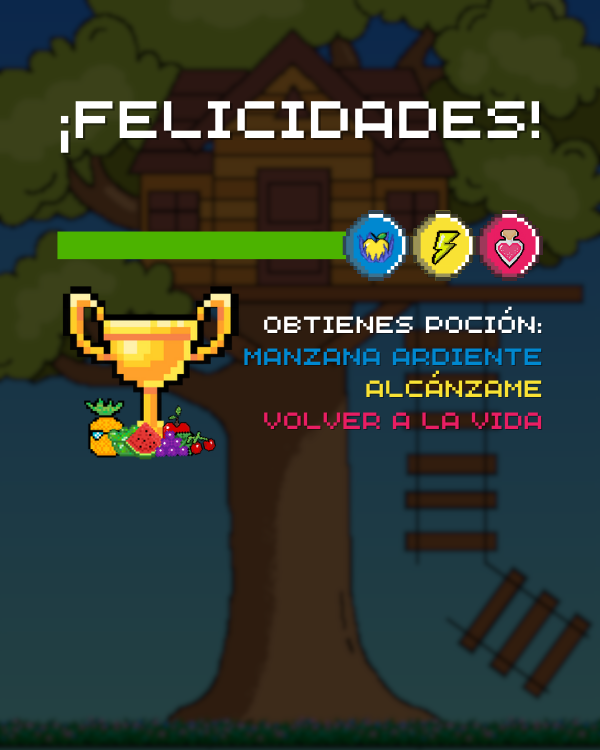 ¡FELICIDADES!
OBTIENES POCIÓN:
MANZANA ARDIENTE
ALCÁNZAME
VOLVER A LA VIDA